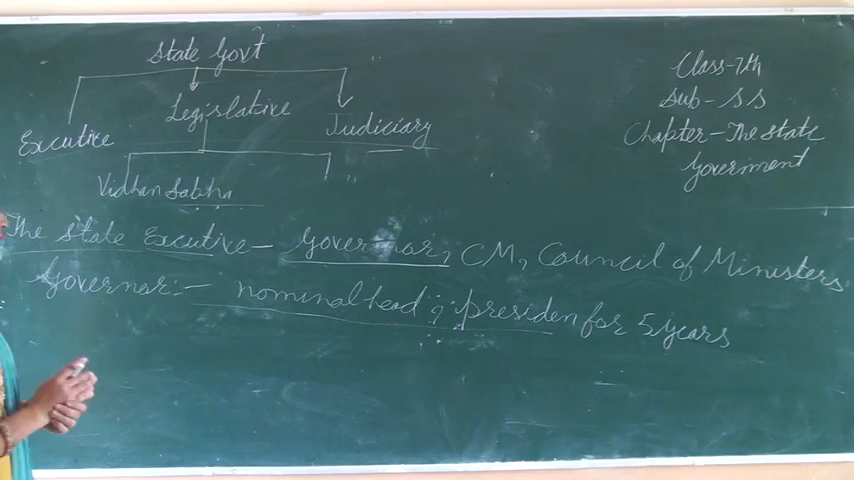 State Gov't
Excutive
Legislative
Judiciary
Vidhan Sabha
Class-7th
Sub- SS
Chapter- The state
Goverment
The State Excutive- Governor, CM, Council of Ministers
Governor:- nominal head ; presiden for 5 years